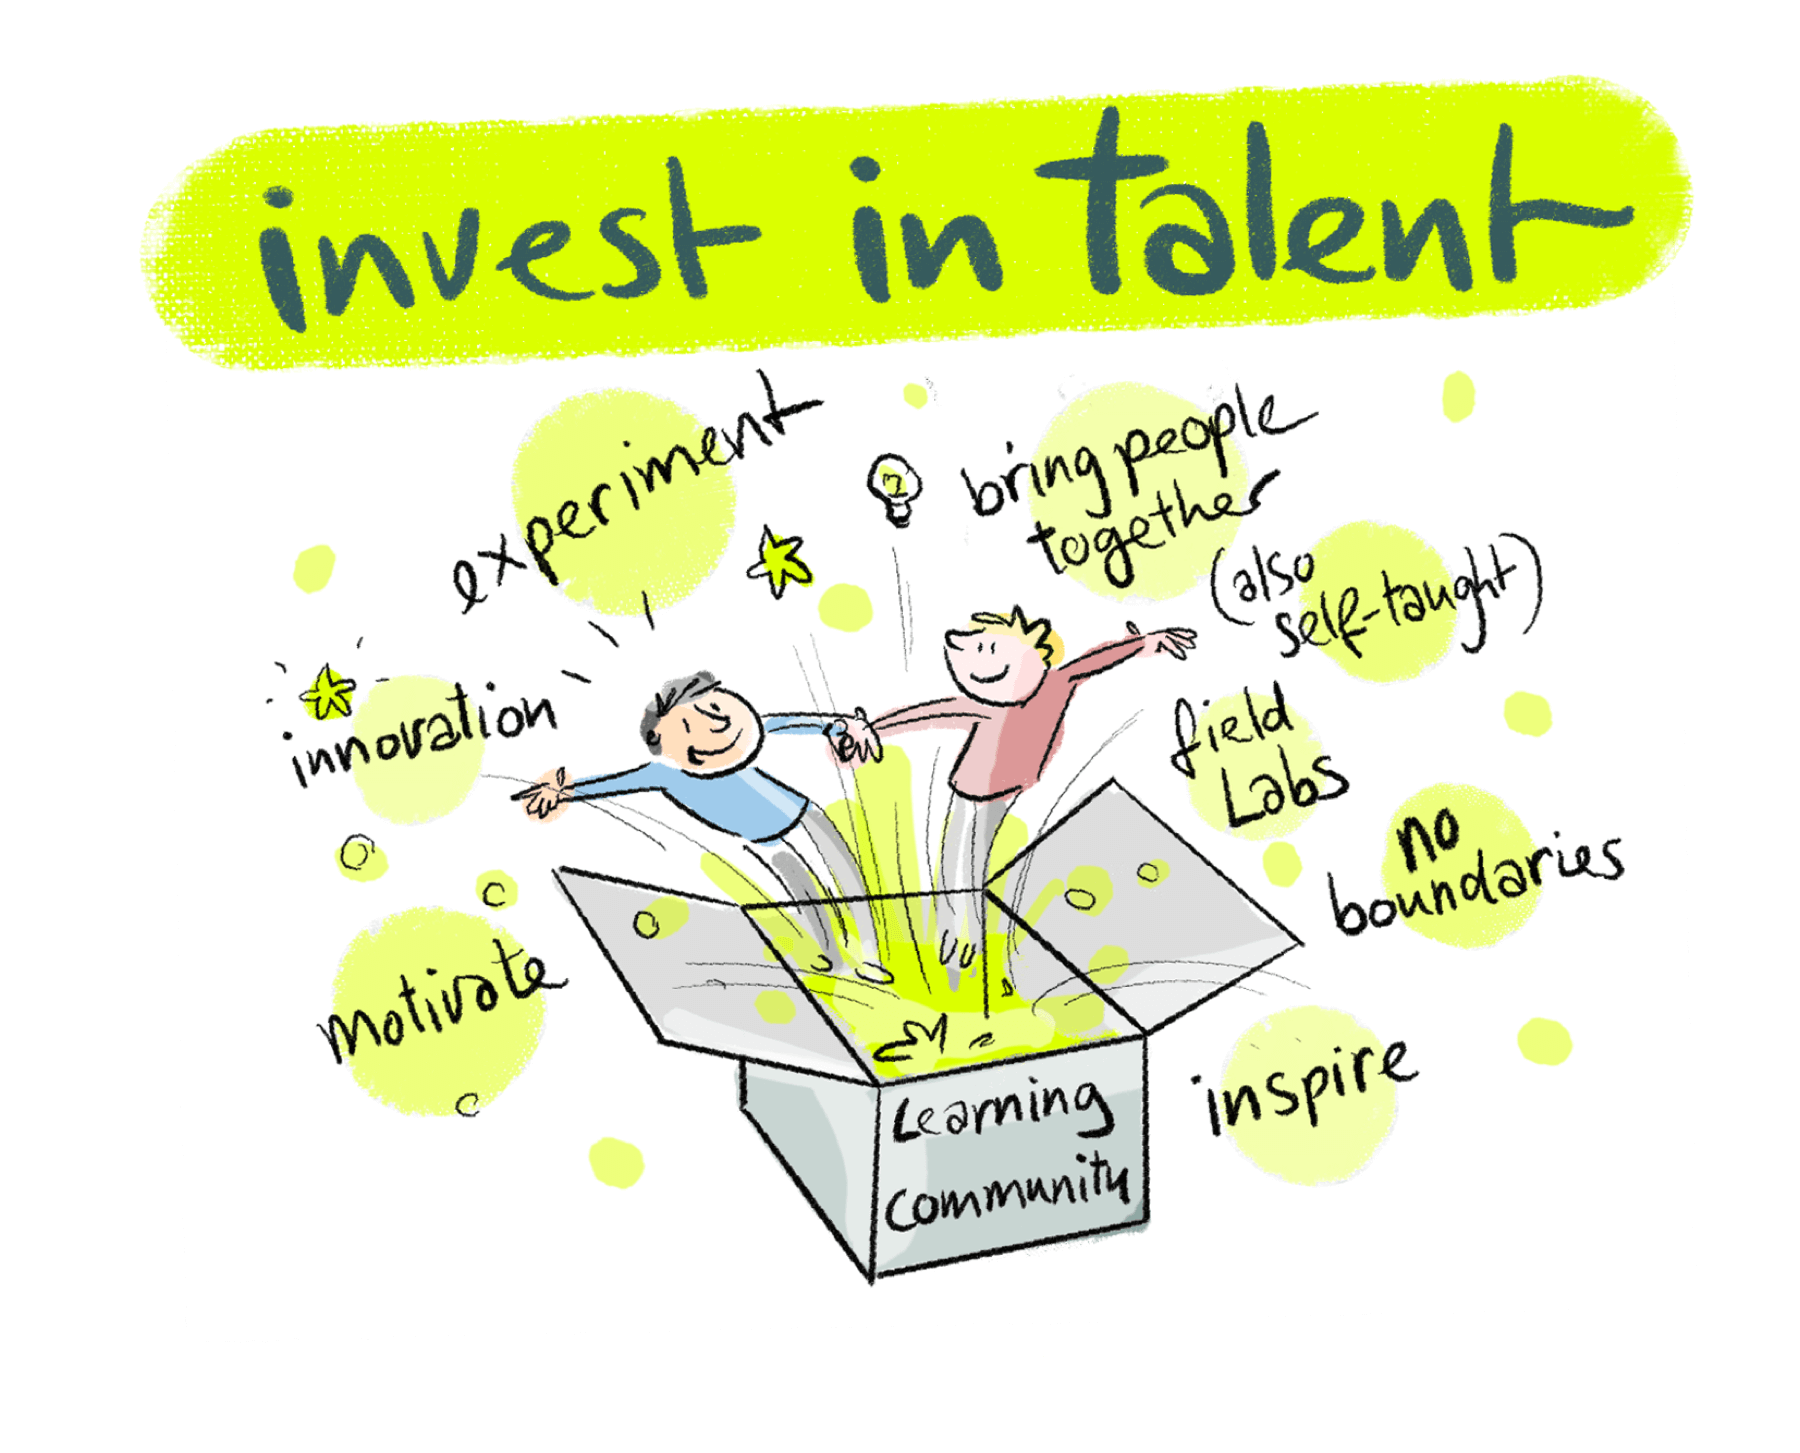 invest in talent
experiment
bring people
together
(also
self-taught)
innovation
field
Labs
no
boundaries
motivate
inspire
Learning
community